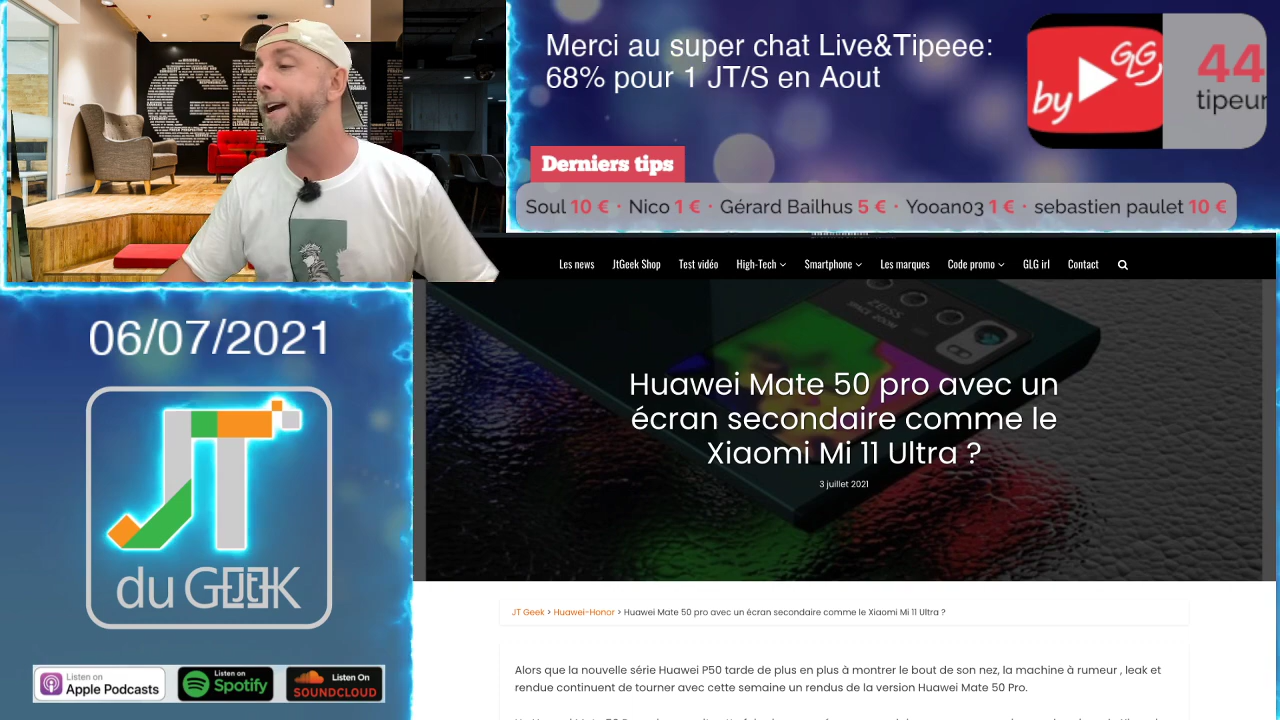 Merci au super chat Live&Tipeee:
68% pour 1 JT/S en Aout
by GLG
44
tipeur
Derniers tips
Soul 10 € · Nico 1 € · Gérard Bailhus 5 € · Yooan03 1 € · sebastien paulet 10 €
Les news JtGeek Shop Test vidéo High-Tech Smartphone Les marques Code promo GLG irl Contact
06/07/2021
JT
du GEEK
Listen on
Apple Podcasts
Listen on
Spotify
Listen On
SOUNDCLOUD
ZEISS
Huawei Mate 50 pro avec un
écran secondaire comme le
Xiaomi Mi 11 Ultra ?
3 juillet 2021
JT Geek > Huawei-Honor > Huawei Mate 50 pro avec un écran secondaire comme le Xiaomi Mi 11 Ultra ?
Alors que la nouvelle série Huawei P50 tarde de plus en plus à montrer le bout de son nez, la machine à rumeur , leak et
rendue continuent de tourner avec cette semaine un rendus de la version Huawei Mate 50 Pro.